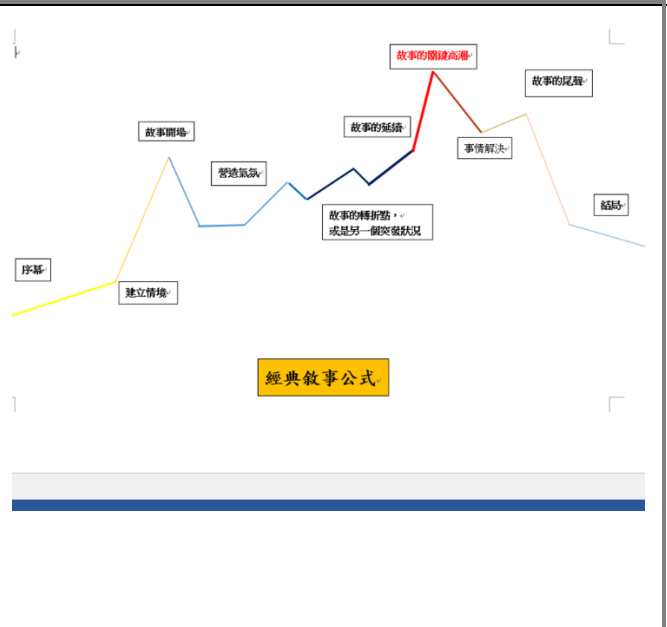 故事的關鍵高潮
故事的尾聲
故事開場
故事的延續
事情解決
營造氣氛
故事的轉折點，
或是另一個突發狀況
結局
序幕
建立情境
經典敘事公式